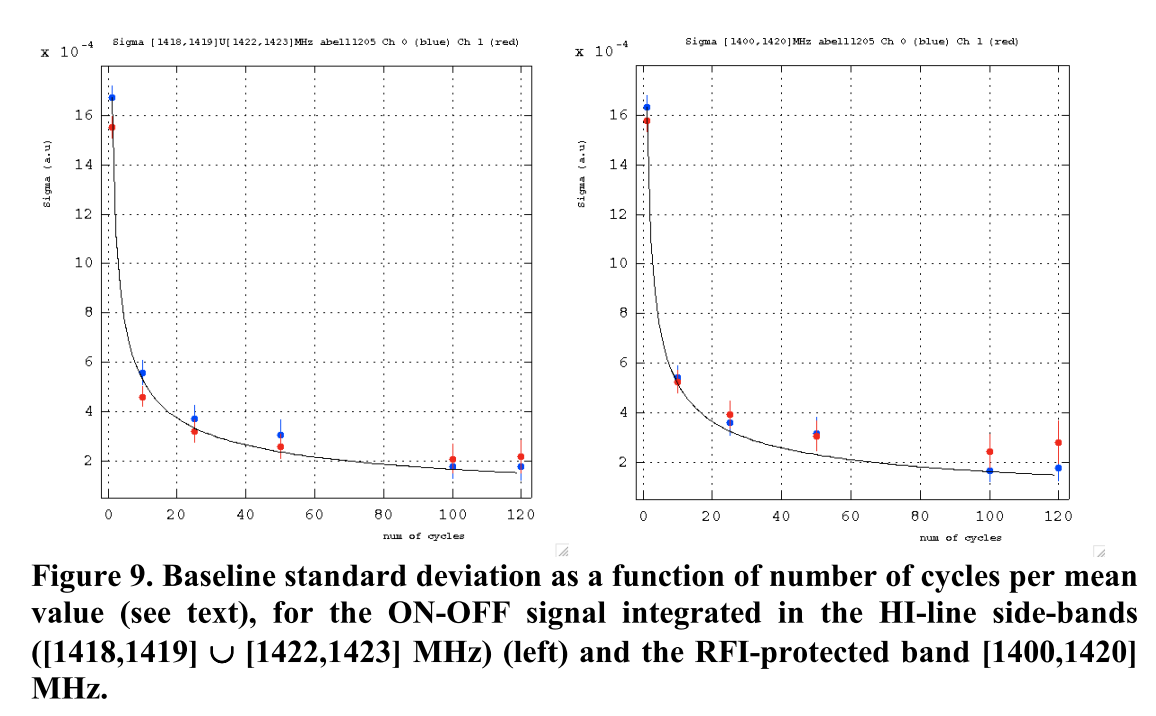 Sigma [1418,1419]U[1422,1423]MHz abell1205 Ch 0 (blue) Ch 1 (red)
x 10^-4
16
14
12
10
8
6
4
2
Sigma (a.u)
0 20 40 60 80 100 120
num of cycles
Sigma [1400,1420]MHz abell1205 Ch 0 (blue) Ch 1 (red)
x 10^-4
16
14
12
10
8
6
4
2
Sigma (a.u)
0 20 40 60 80 100 120
num of cycles
Figure 9. Baseline standard deviation as a function of number of cycles per mean
value (see text), for the ON-OFF signal integrated in the HI-line side-bands
([1418,1419] ∪ [1422,1423] MHz) (left) and the RFI-protected band [1400,1420]
MHz.